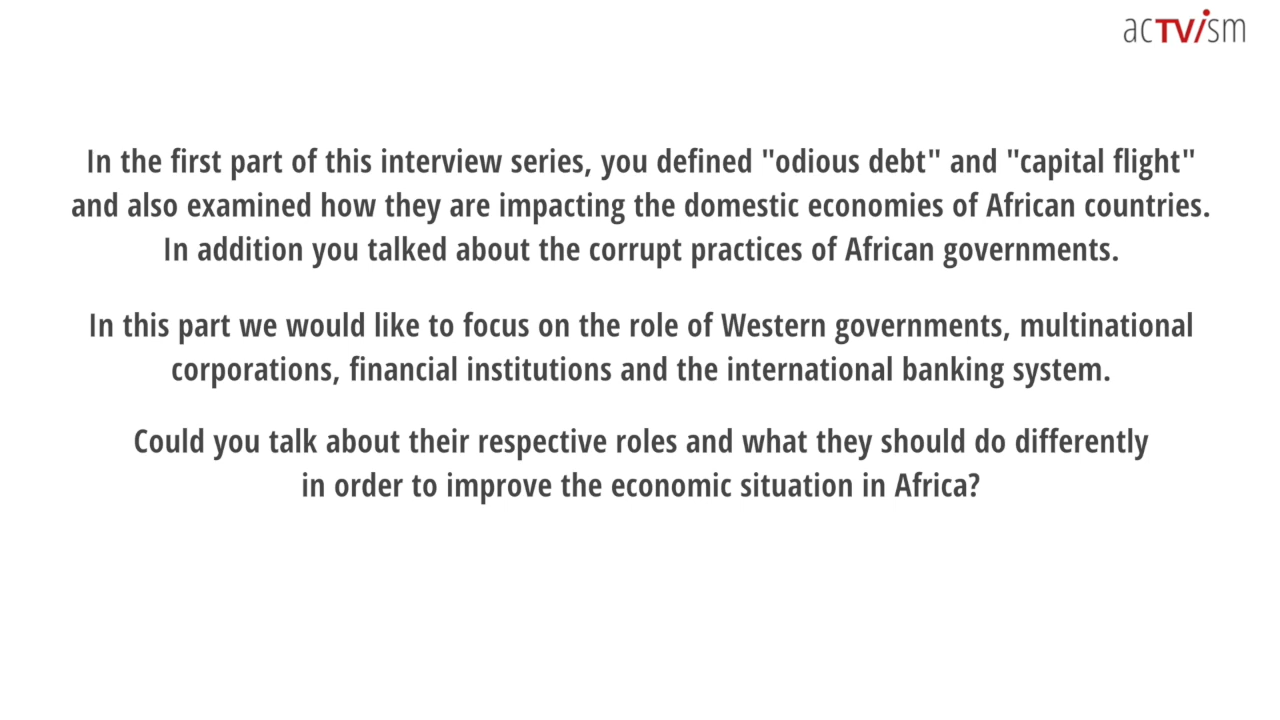 acTVism
In the first part of this interview series, you defined "odious debt" and "capital flight"
and also examined how they are impacting the domestic economies of African countries.
In addition you talked about the corrupt practices of African governments.
In this part we would like to focus on the role of Western governments, multinational
corporations, financial institutions and the international banking system.
Could you talk about their respective roles and what they should do differently
in order to improve the economic situation in Africa?